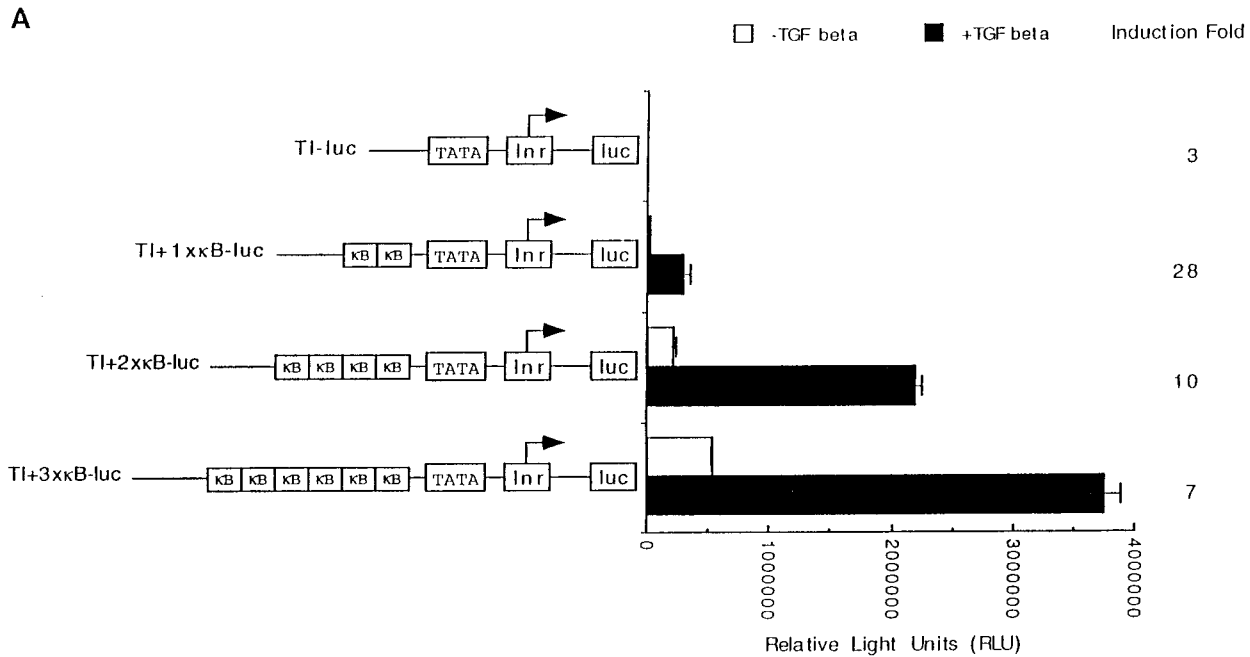 A
-TGF beta +TGF beta Induction Fold
TI-luc TATA Inr luc 3
TI+1xκB-luc κB κB TATA Inr luc 28
TI+2xκB-luc κB κB κB κB TATA Inr luc 10
TI+3xκB-luc κB κB κB κB κB κB TATA Inr luc 7
0 1000000 2000000 3000000 4000000
Relative Light Units (RLU)